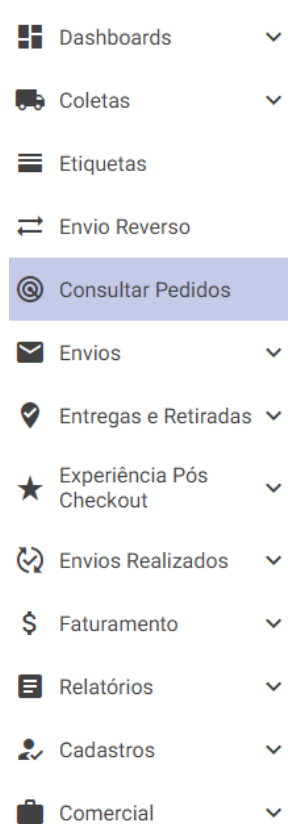 Dashboards
Coletas
Etiquetas
Envio Reverso
Consultar Pedidos
Envios
Entregas e Retiradas
Experiência Pós
Checkout
Envios Realizados
Faturamento
Relatórios
Cadastros
Comercial